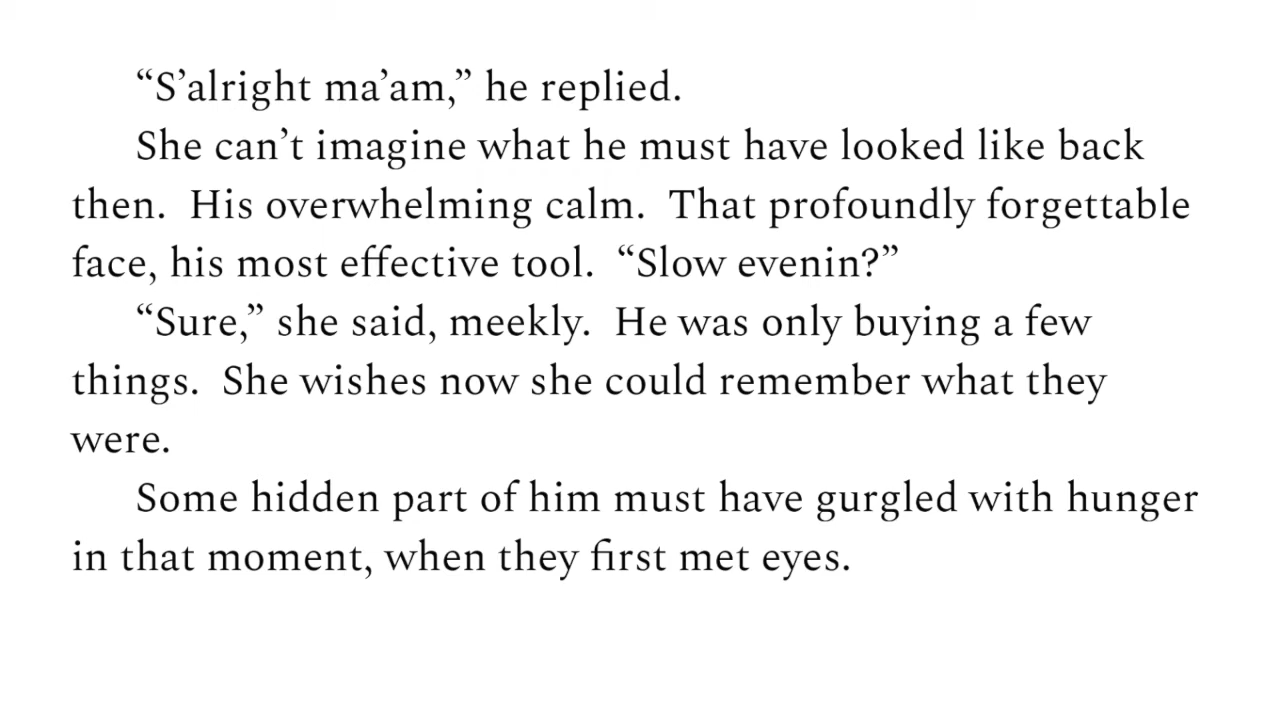 “S’alright ma’am,” he replied.
She can’t imagine what he must have looked like back
then.  His overwhelming calm.  That profoundly forgettable
face, his most effective tool.  “Slow evenin?”
“Sure,” she said, meekly.  He was only buying a few
things.  She wishes now she could remember what they
were.
Some hidden part of him must have gurgled with hunger
in that moment, when they first met eyes.